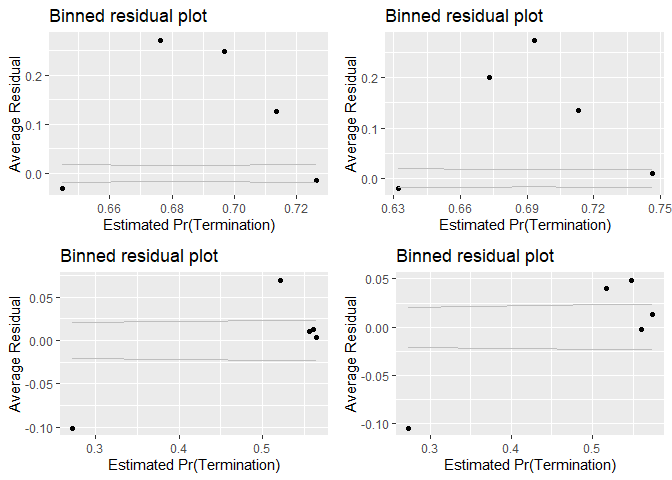 Binned residual plot
Average Residual
0.2
0.1
0.0
0.66
0.68
0.70
0.72
Estimated Pr(Termination)
Binned residual plot
Average Residual
0.2
0.1
0.0
0.63
0.66
0.69
0.72
0.75
Estimated Pr(Termination)
Binned residual plot
Average Residual
0.05
0.00
-0.05
-0.10
0.3
0.4
0.5
Estimated Pr(Termination)
Binned residual plot
Average Residual
0.05
0.00
-0.05
-0.10
0.3
0.4
0.5
Estimated Pr(Termination)